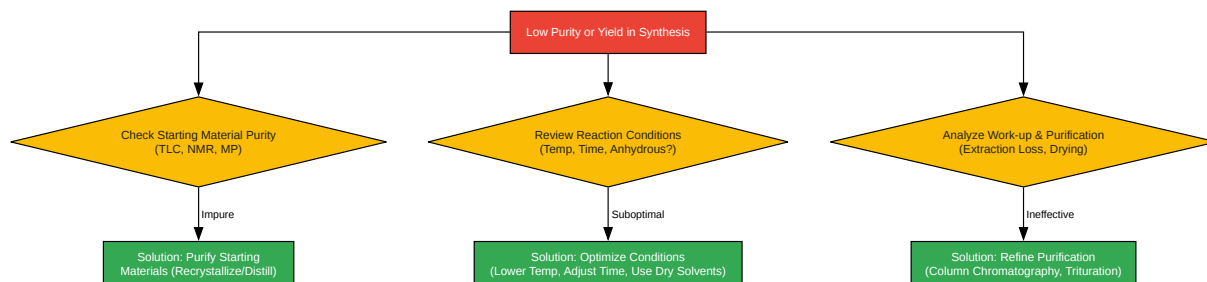 Low Purity or Yield in Synthesis
Check Starting Material Purity
(TLC, NMR, MP)
Review Reaction Conditions
(Temp, Time, Anhydrous?)
Analyze Work-up & Purification
(Extraction Loss, Drying)
Impure
Suboptimal
Ineffective
Solution: Purify Starting
Materials (Recrystallize/Distill)
Solution: Optimize Conditions
(Lower Temp, Adjust Time, Use Dry Solvents)
Solution: Refine Purification
(Column Chromatography, Trituration)